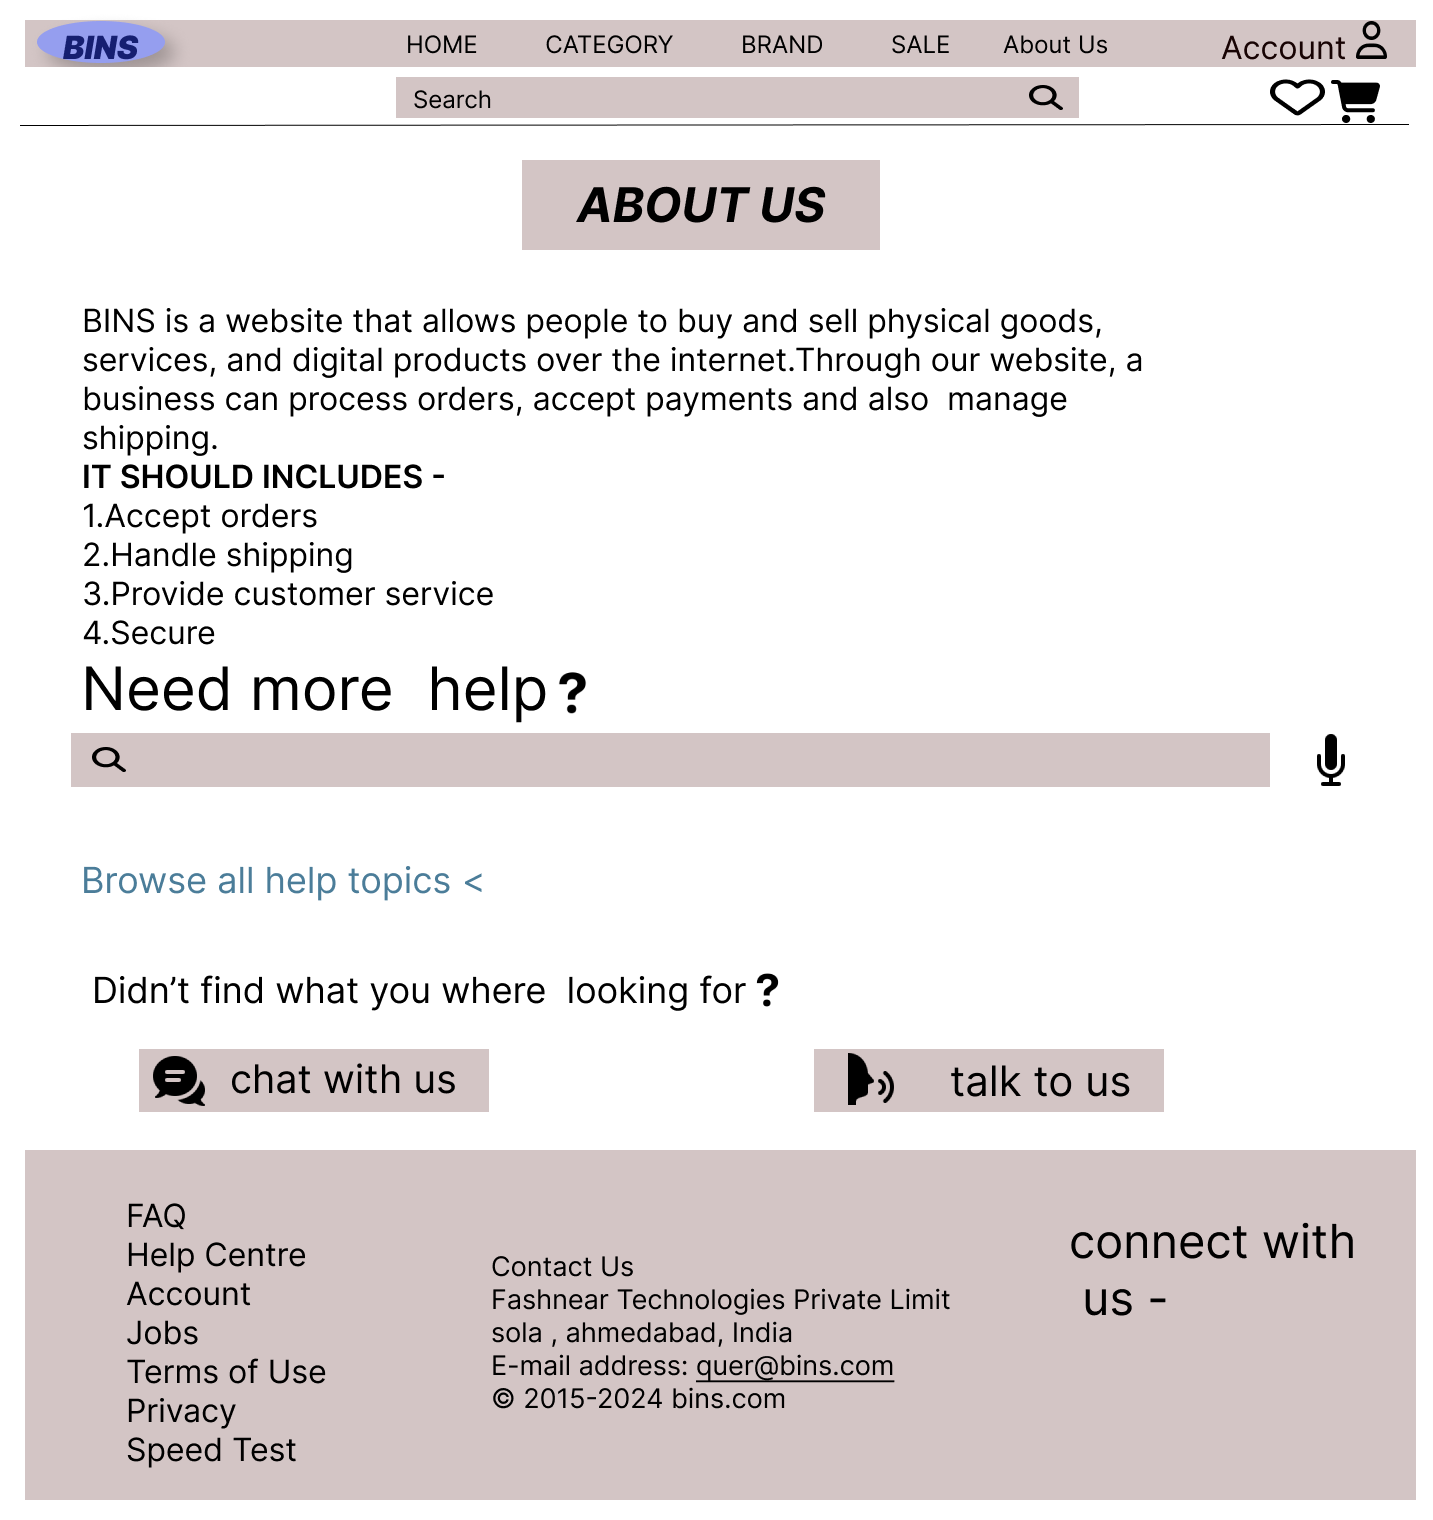 BINS HOME CATEGORY BRAND SALE About Us Account
Search
ABOUT US
BINS is a website that allows people to buy and sell physical goods,
services, and digital products over the internet.Through our website, a
business can process orders, accept payments and also  manage
shipping.
IT SHOULD INCLUDES -
1.Accept orders
2.Handle shipping
3.Provide customer service
4.Secure
Need more  help ?
Browse all help topics <
Didn’t find what you where  looking for ?
chat with us
talk to us
FAQ
Help Centre
Account
Jobs
Terms of Use
Privacy
Speed Test
Contact Us
Fashnear Technologies Private Limit
sola , ahmedabad, India
E-mail address: quer@bins.com
© 2015-2024 bins.com
connect with
us -